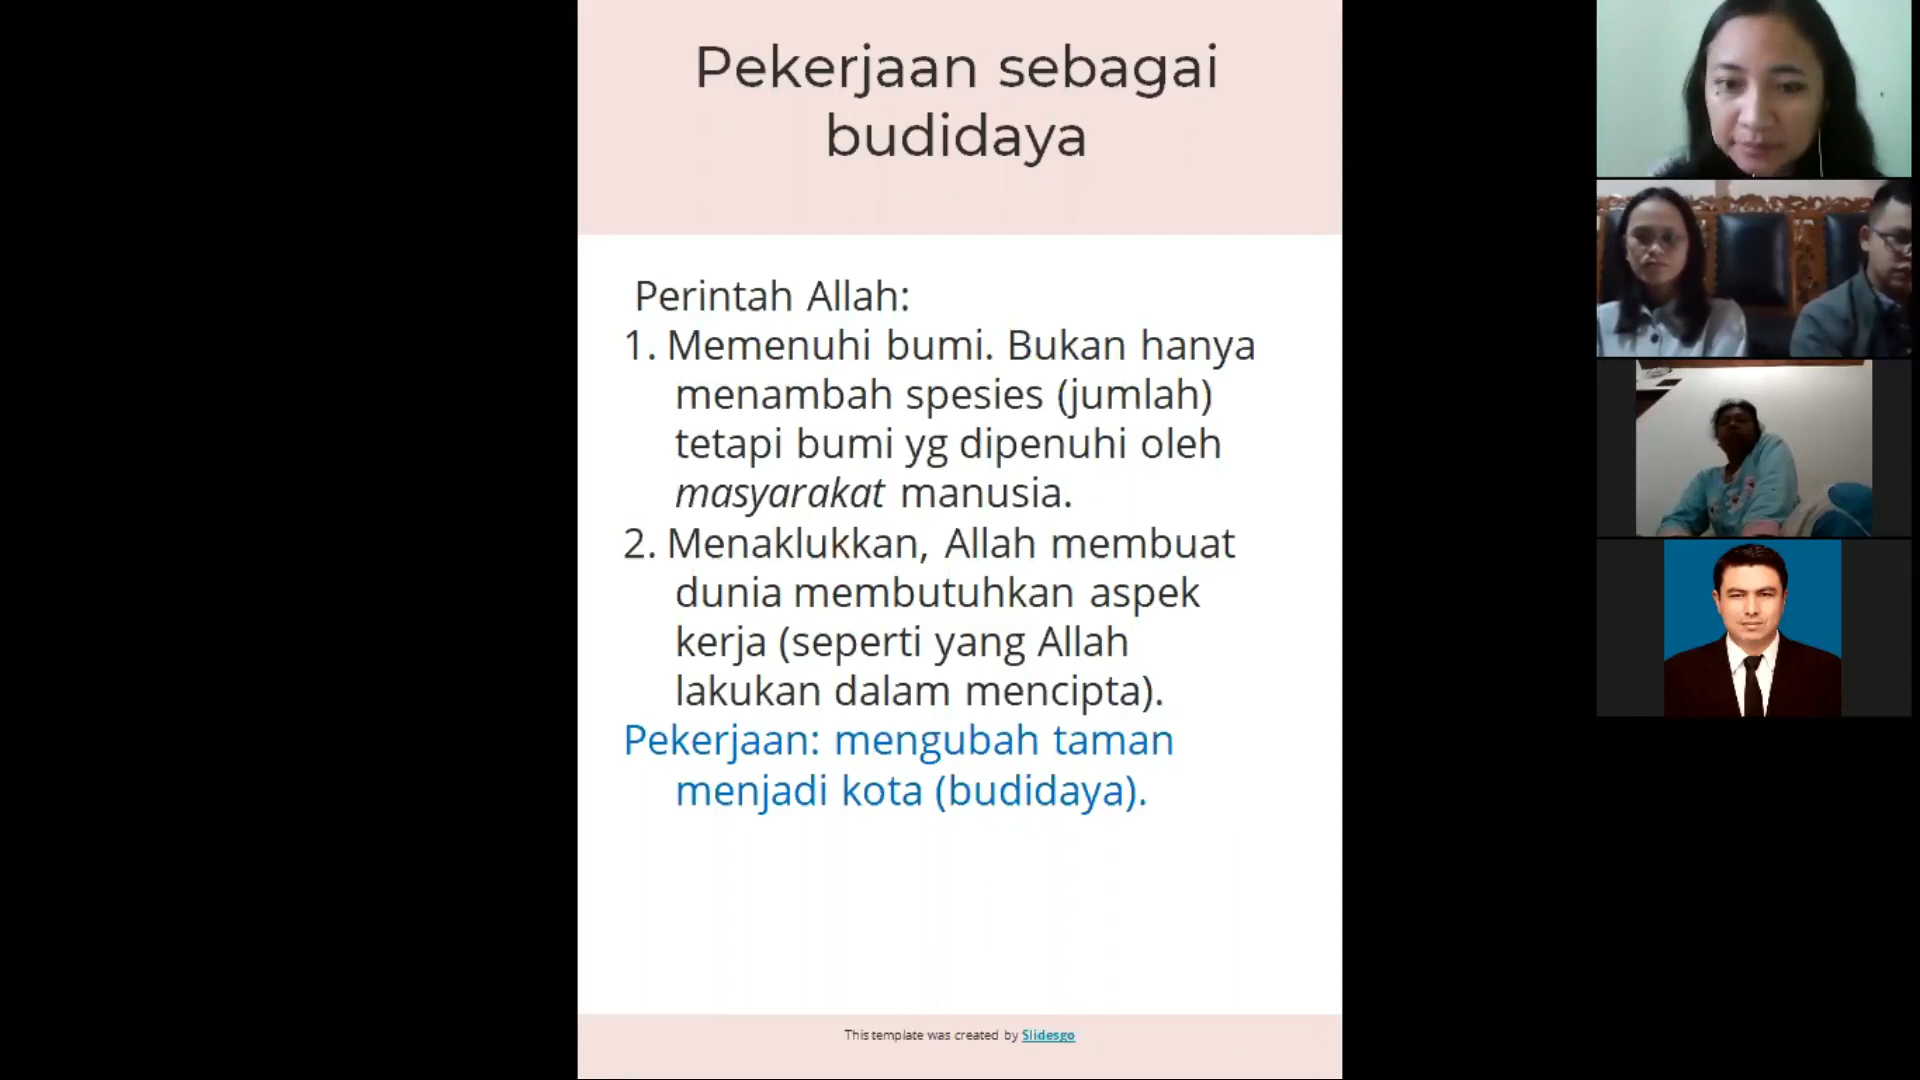 Pekerjaan sebagai
budidaya
Perintah Allah:
1. Memenuhi bumi. Bukan hanya
menambah spesies (jumlah)
tetapi bumi yg dipenuhi oleh
masyarakat manusia.
2. Menaklukkan, Allah membuat
dunia membutuhkan aspek
kerja (seperti yang Allah
lakukan dalam mencipta).
Pekerjaan: mengubah taman
menjadi kota (budidaya).
This template was created by Slidesgo